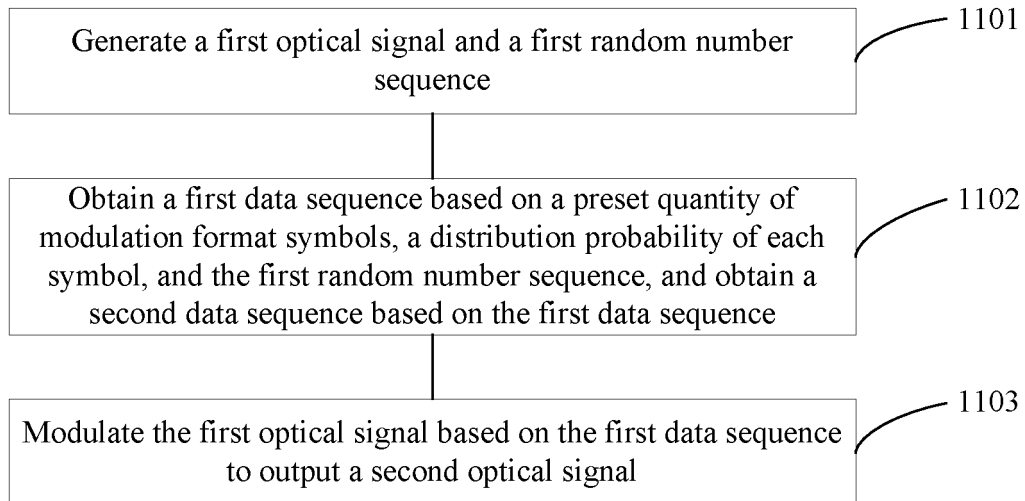 Generate a first optical signal and a first random number
sequence
1101
Obtain a first data sequence based on a preset quantity of
modulation format symbols, a distribution probability of each
symbol, and the first random number sequence, and obtain a
second data sequence based on the first data sequence
1102
Modulate the first optical signal based on the first data sequence
to output a second optical signal
1103